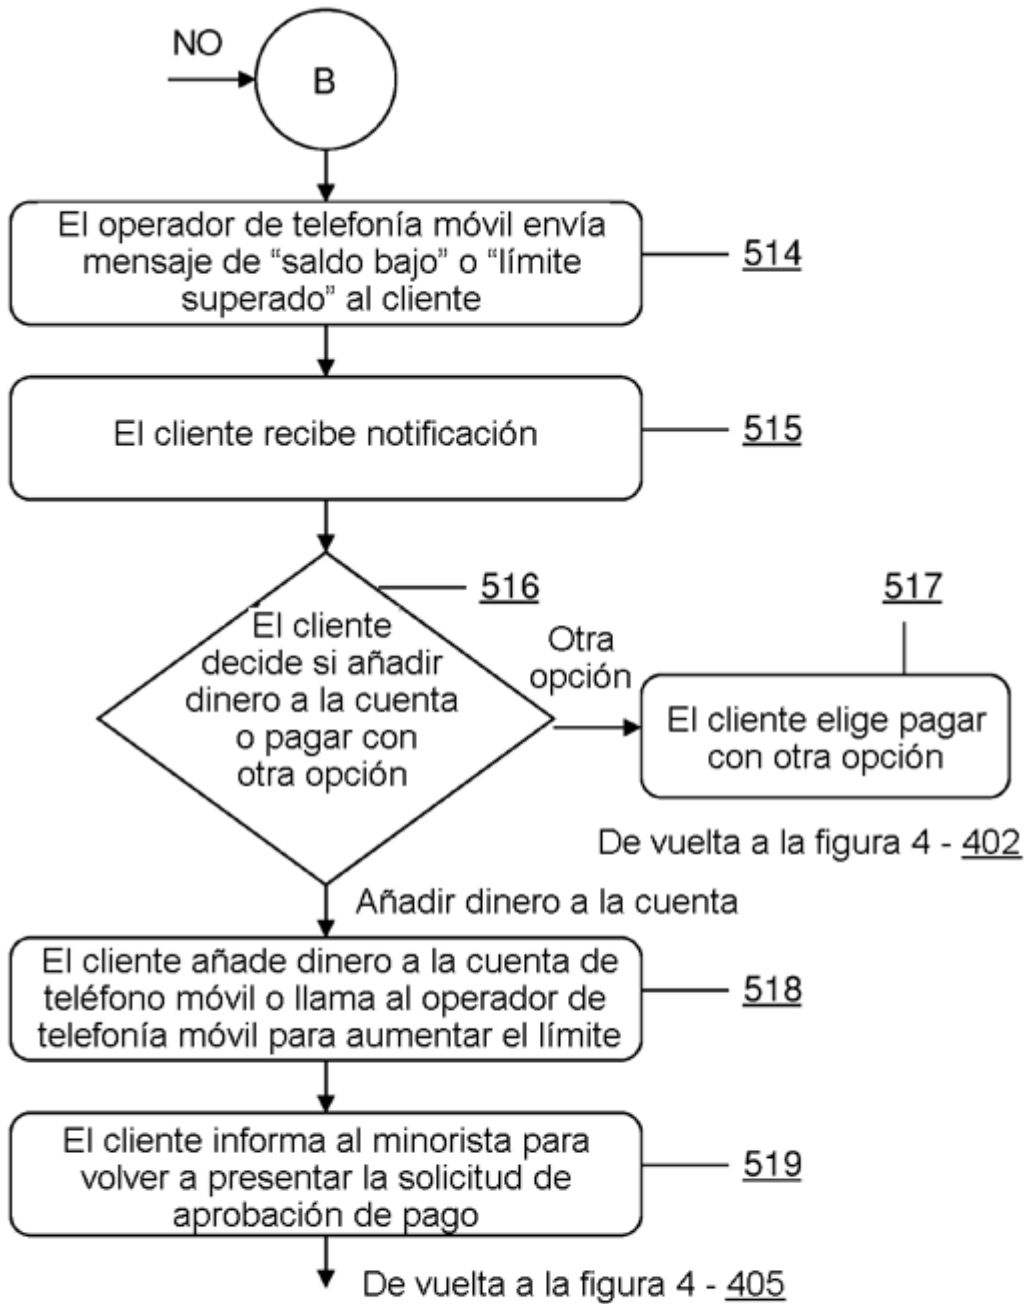 NO
B
El operador de telefonía móvil envía
mensaje de “saldo bajo” o “límite
superado” al cliente
514
El cliente recibe notificación
515
516
El cliente
decide si añadir
dinero a la cuenta
o pagar con
otra opción
Otra
opción
517
El cliente elige pagar
con otra opción
De vuelta a la figura 4 - 402
Añadir dinero a la cuenta
El cliente añade dinero a la cuenta de
teléfono móvil o llama al operador de
telefonía móvil para aumentar el límite
518
El cliente informa al minorista para
volver a presentar la solicitud de
aprobación de pago
519
De vuelta a la figura 4 - 405